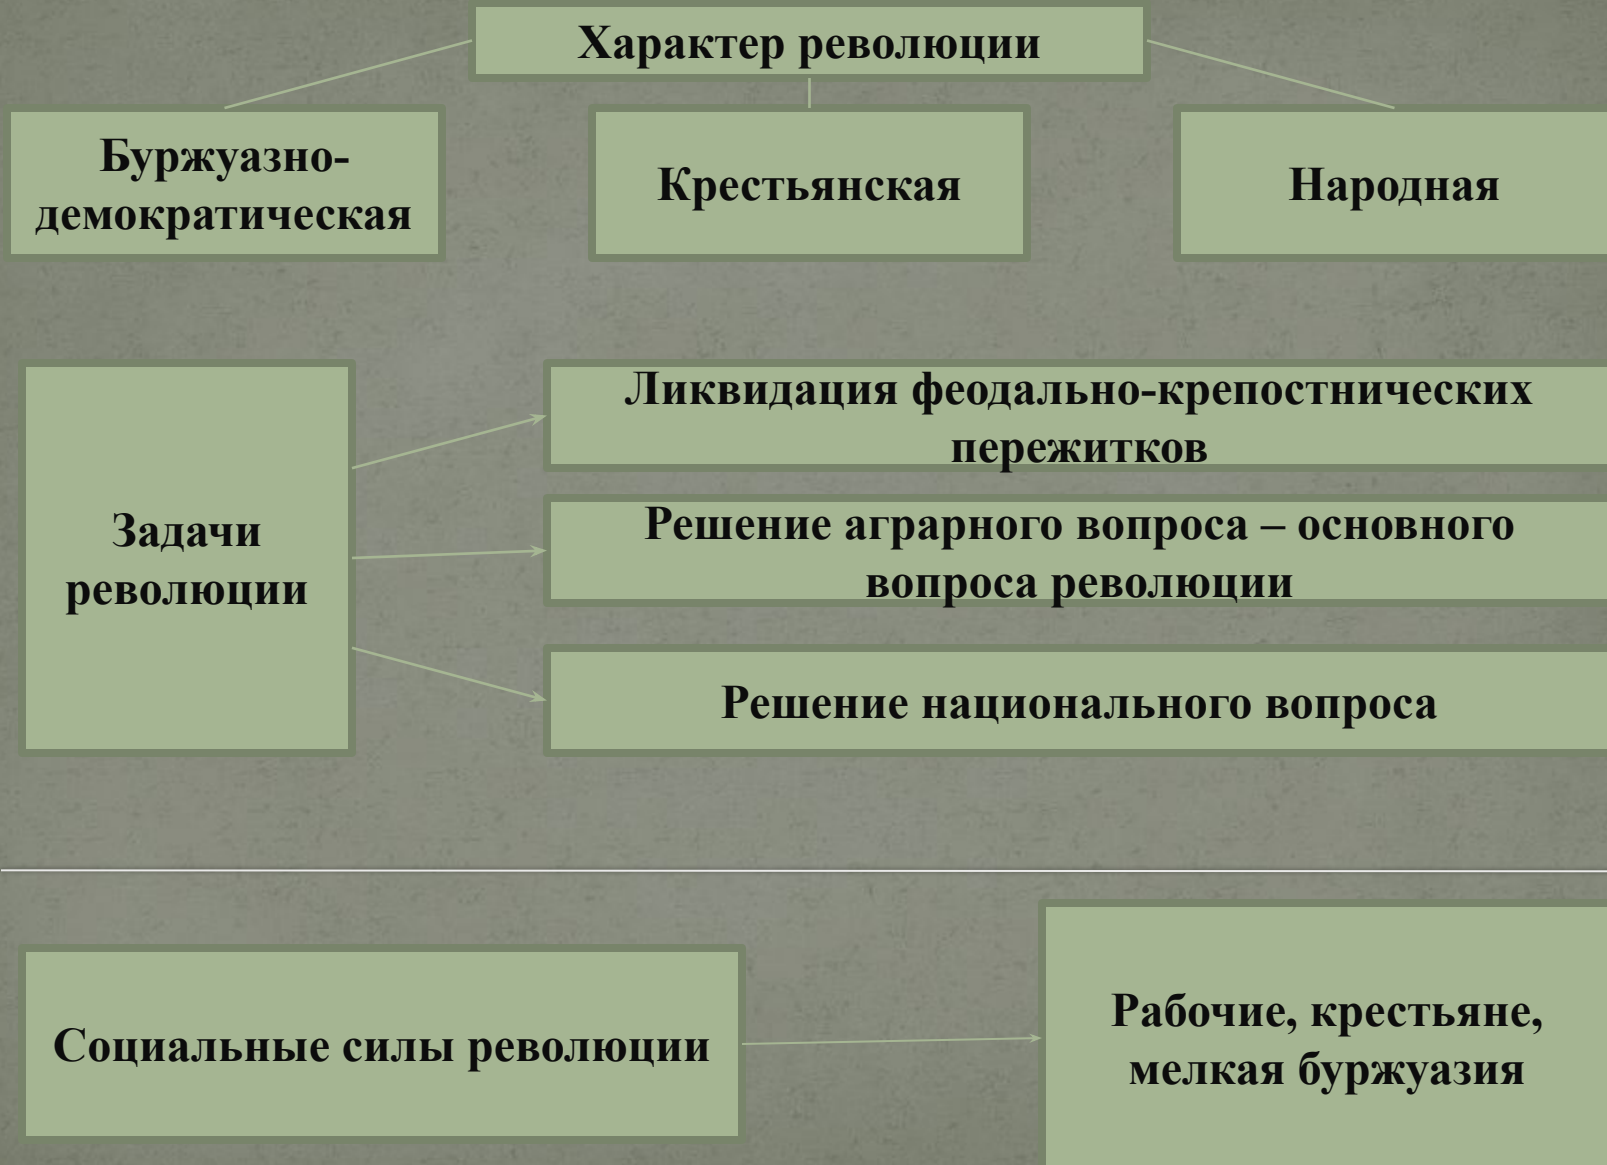 Характер революции
Буржуазно-
демократическая
Крестьянская
Народная
Задачи
революции
Ликвидация феодально-крепостнических
пережитков
Решение аграрного вопроса – основного
вопроса революции
Решение национального вопроса
Социальные силы революции
Рабочие, крестьяне,
мелкая буржуазия